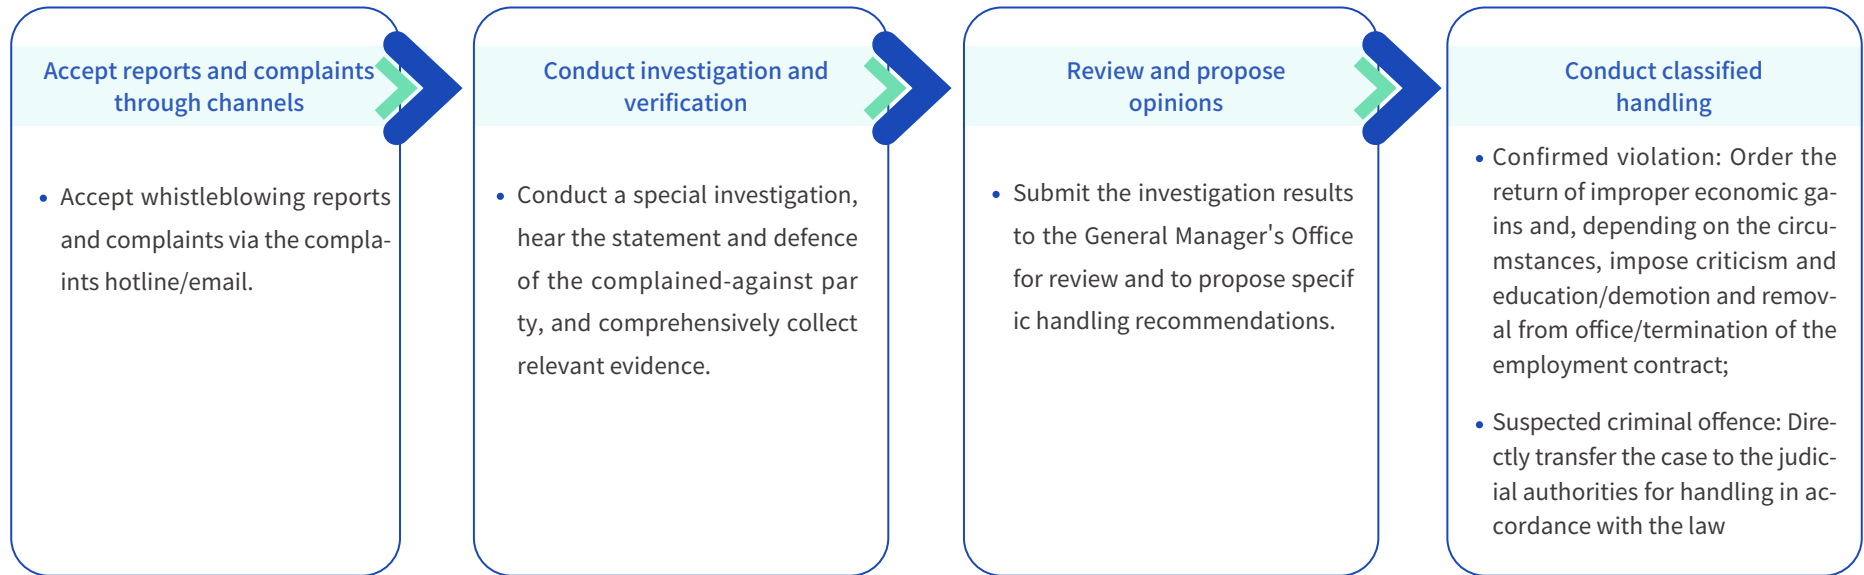 Accept reports and complaints
through channels
• Accept whistleblowing reports
and complaints via the compla-
ints hotline/email.
Conduct investigation and
verification
• Conduct a special investigation,
hear the statement and defence
of the complained-against par
ty, and comprehensively collect
relevant evidence.
Review and propose
opinions
• Submit the investigation results
to the General Manager's Office
for review and to propose specif
ic handling recommendations.
Conduct classified
handling
• Confirmed violation: Order the
return of improper economic ga-
ins and, depending on the circu-
mstances, impose criticism and
education/demotion and remov-
al from office/termination of the
employment contract;
• Suspected criminal offence: Dire-
ctly transfer the case to the judic-
ial authorities for handling in ac-
cordance with the law